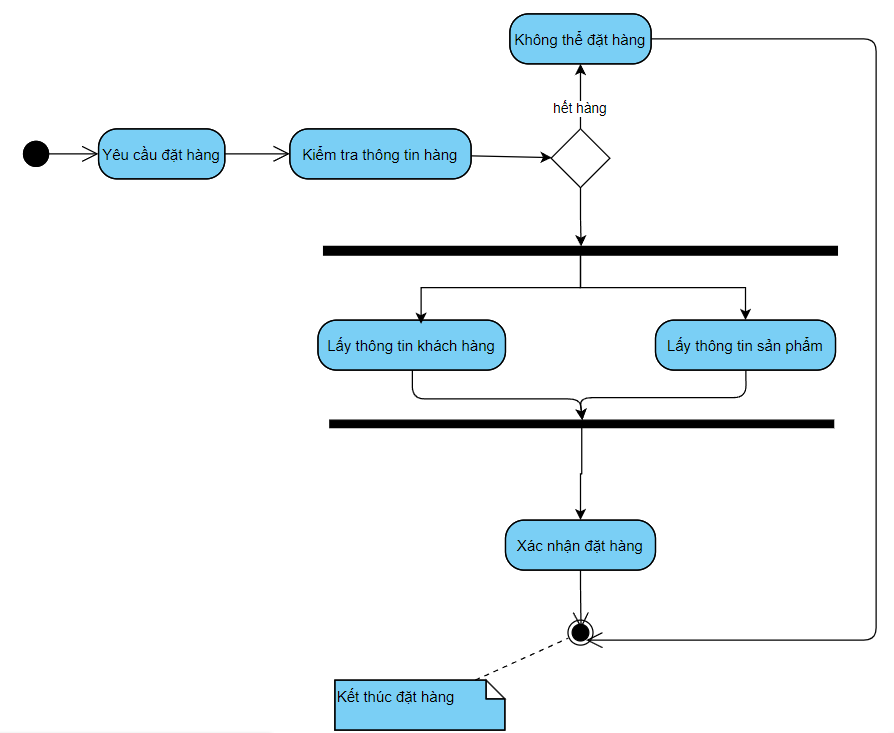 Không thể đặt hàng
hết hàng
Yêu cầu đặt hàng
Kiểm tra thông tin hàng
Lấy thông tin khách hàng
Lấy thông tin sản phẩm
Xác nhận đặt hàng
Kết thúc đặt hàng